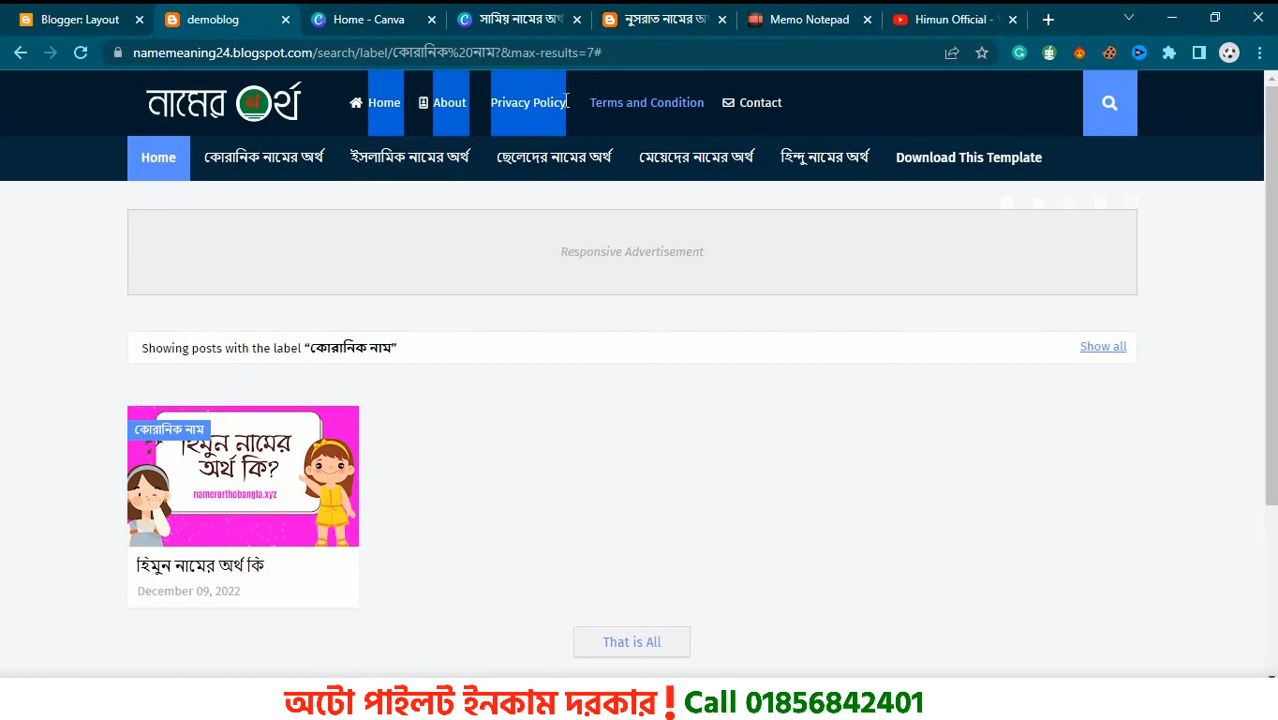 Blogger: Layout
demoblog
Home - Canva
সামিয় নামের অর্থ
নুসরাত নামের অ
Memo Notepad
Himun Official -
namemeaning24.blogspot.com/search/label/কোরানিক%20নাম?&max-results=7#
নামের অর্থ
Home
About
Privacy Policy
Terms and Condition
Contact
Home
কোরানিক নামের অর্থ
ইসলামিক নামের অর্থ
ছেলেদের নামের অর্থ
মেয়েদের নামের অর্থ
হিন্দু নামের অর্থ
Download This Template
Responsive Advertisement
Showing posts with the label “কোরানিক নাম”
Show all
কোরানিক নাম
হিমুন নামের
অর্থ কি?
namerorthobangla.xyz
হিমুন নামের অর্থ কি
December 09, 2022
That is All
অটো পাইলট ইনকাম দরকার ! Call 01856842401